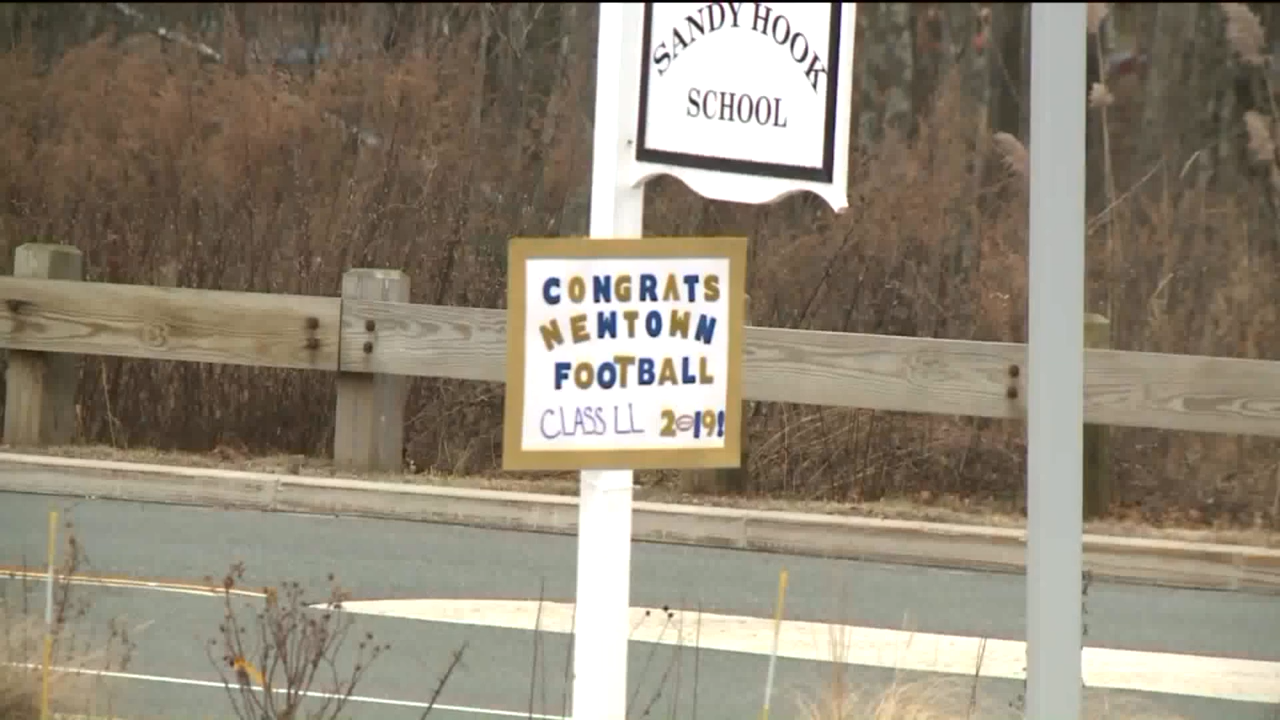 SANDY HOOK
SCHOOL
CONGRATS
NEWTOWN
FOOTBALL
CLASS LL 2019!